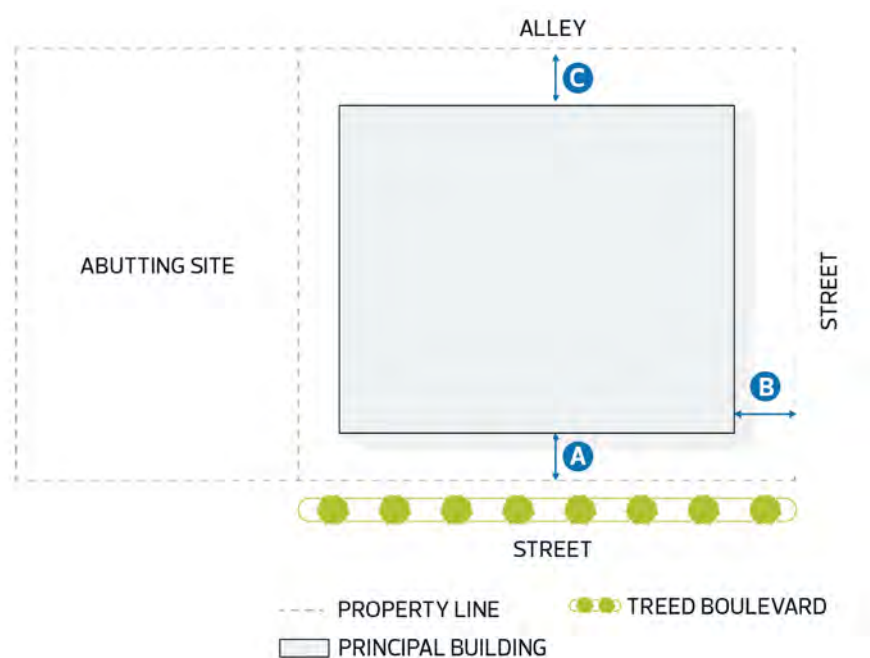 ALLEY
C
ABUTTING SITE
STREET
B
A
STREET
PROPERTY LINE
TREED BOULEVARD
PRINCIPAL BUILDING